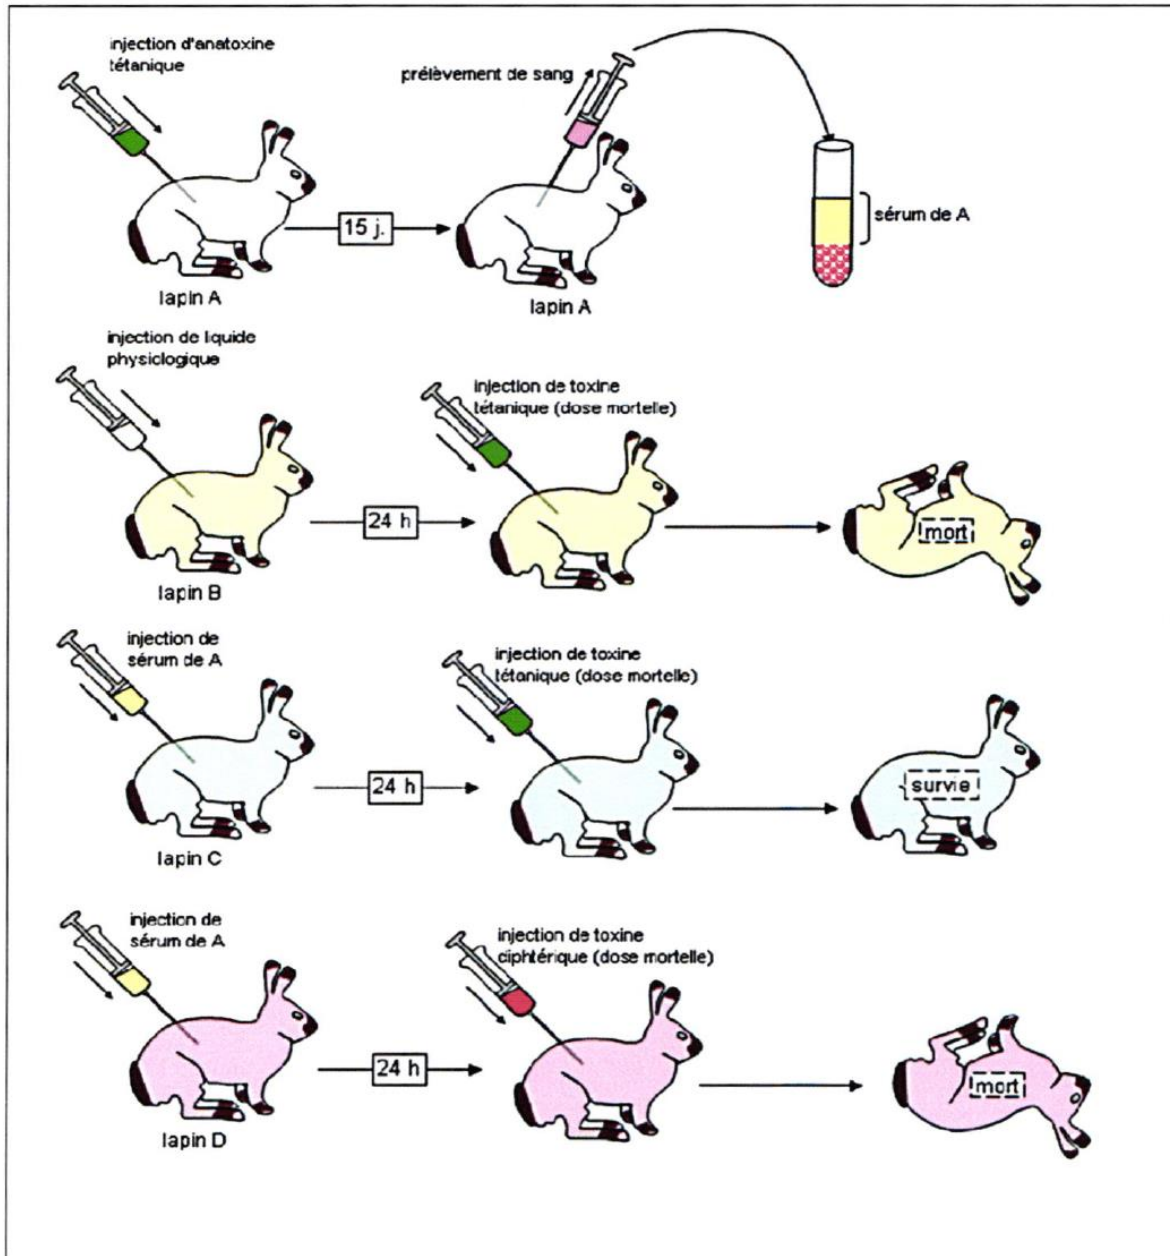 injection d'anatoxine
tétanique
prélèvement de sang
sérum de A
15 j.
lapin A
lapin A
injection de liquide
physiclogique
injection de toxine
tétanique (dose mortelle)
24 h
mort
lapin B
injection de
sérum de A
injection de toxine
tétanique (dose mortelle)
24 h
survie
lapin C
injection de
sérum de A
injection de toxine
ciphtérique (dose mortelle)
24 h
mort
lapin D